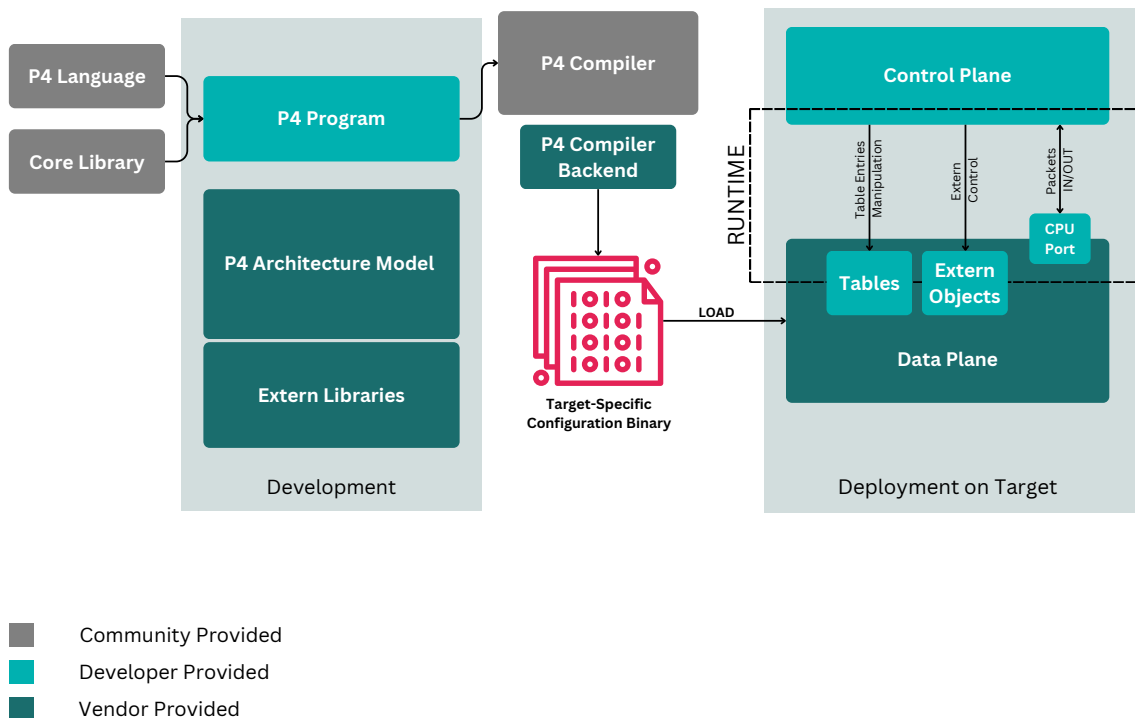 P4 Language
Core Library
P4 Program
P4 Architecture Model
Extern Libraries
Development
P4 Compiler
P4 Compiler
Backend
Target-Specific
Configuration Binary
LOAD
Control Plane
RUNTIME
Table Entries
Manipulation
Extern
Control
Packets
IN/OUT
CPU
Port
Tables
Extern
Objects
Data Plane
Deployment on Target
Community Provided
Developer Provided
Vendor Provided